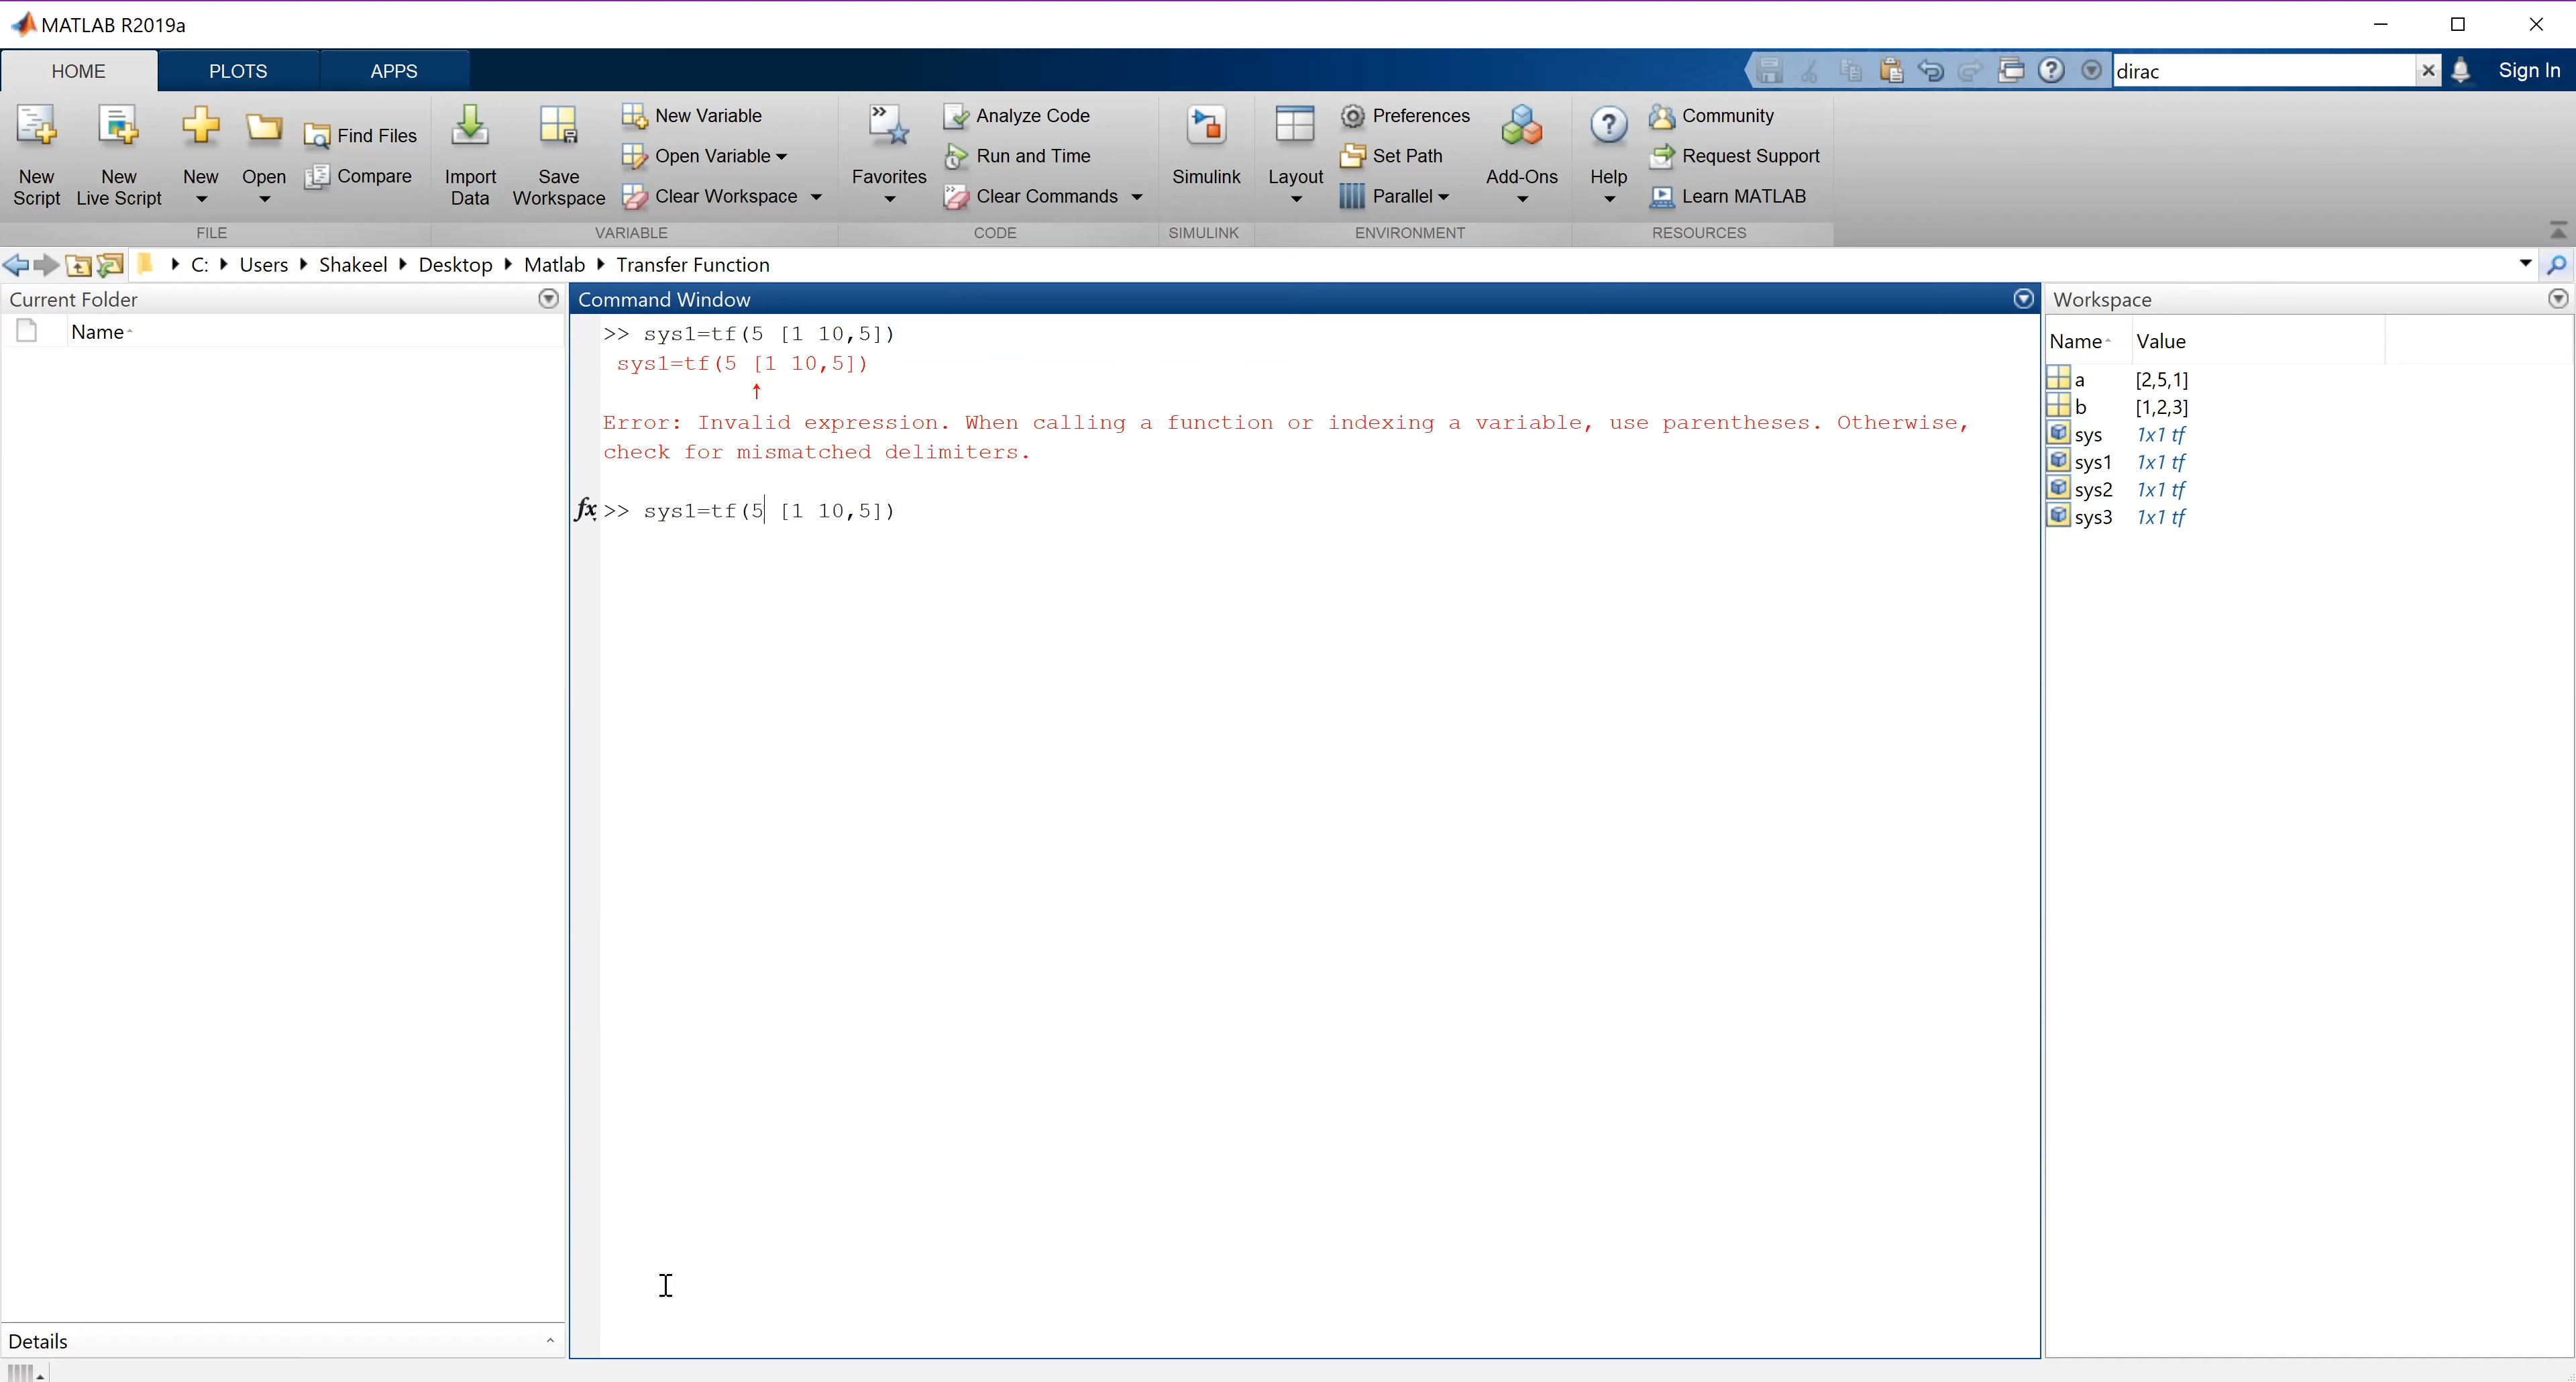 MATLAB R2019a
HOME PLOTS APPS
dirac
Sign In
New Script
New Live Script
New
Open
Find Files
Compare
Import Data
Save Workspace
New Variable
Open Variable
Clear Workspace
Favorites
Analyze Code
Run and Time
Clear Commands
Simulink
Layout
Preferences
Set Path
Parallel
Add-Ons
Help
Community
Request Support
Learn MATLAB
FILE VARIABLE CODE SIMULINK ENVIRONMENT RESOURCES
C: Users Shakeel Desktop Matlab Transfer Function
Current Folder
Name
Command Window
>> sys1=tf(5 [1 10,5])
sys1=tf(5 [1 10,5])
↑
Error: Invalid expression. When calling a function or indexing a variable, use parentheses. Otherwise,
check for mismatched delimiters.
fx >> sys1=tf(5 [1 10,5])
Workspace
Name Value
a [2,5,1]
b [1,2,3]
sys 1x1 tf
sys1 1x1 tf
sys2 1x1 tf
sys3 1x1 tf
Details